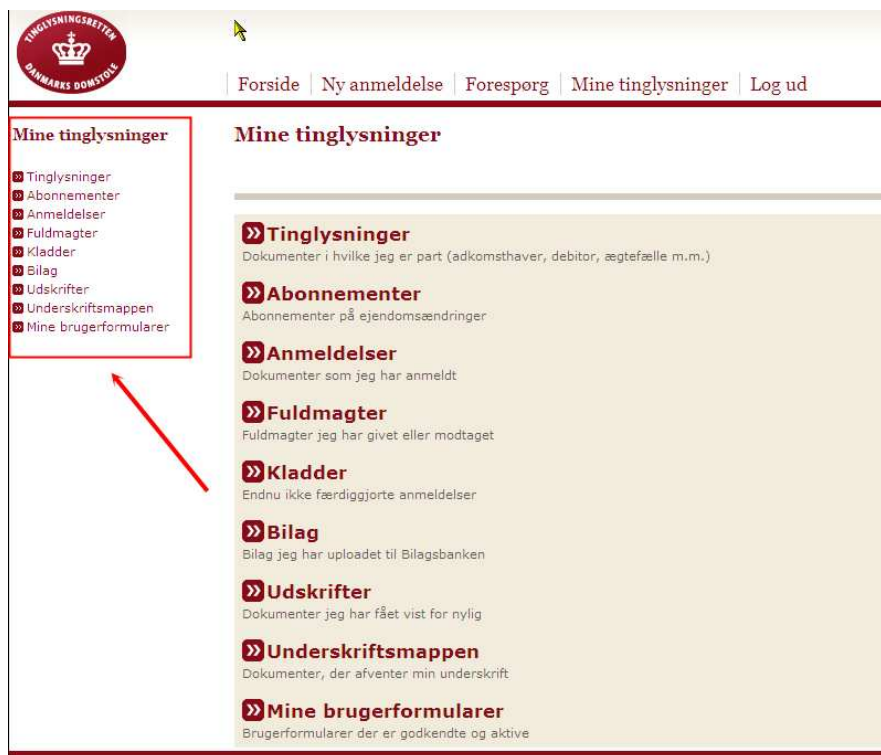 TINGLYSNINGSRETTEN
DANMARKS DOMSTOLE
Forside | Ny anmeldelse | Forespørg | Mine tinglysninger | Log ud
Mine tinglysninger
Tinglysninger
Abonnementer
Anmeldelser
Fuldmagter
Kladder
Bilag
Udskrifter
Underskriftsmappen
Mine brugerformularer
Mine tinglysninger
Tinglysninger
Dokumenter i hvilke jeg er part (adkomsthaver, debitor, ægtefælle m.m.)
Abonnementer
Abonnementer på ejendomsændringer
Anmeldelser
Dokumenter som jeg har anmeldt
Fuldmagter
Fuldmagter jeg har givet eller modtaget
Kladder
Endnu ikke færdiggjorte anmeldelser
Bilag
Bilag jeg har uploadet til Bilagsbanken
Udskrifter
Dokumenter jeg har fået vist for nylig
Underskriftsmappen
Dokumenter, der afventer min underskrift
Mine brugerformularer
Brugerformularer der er godkendte og aktive